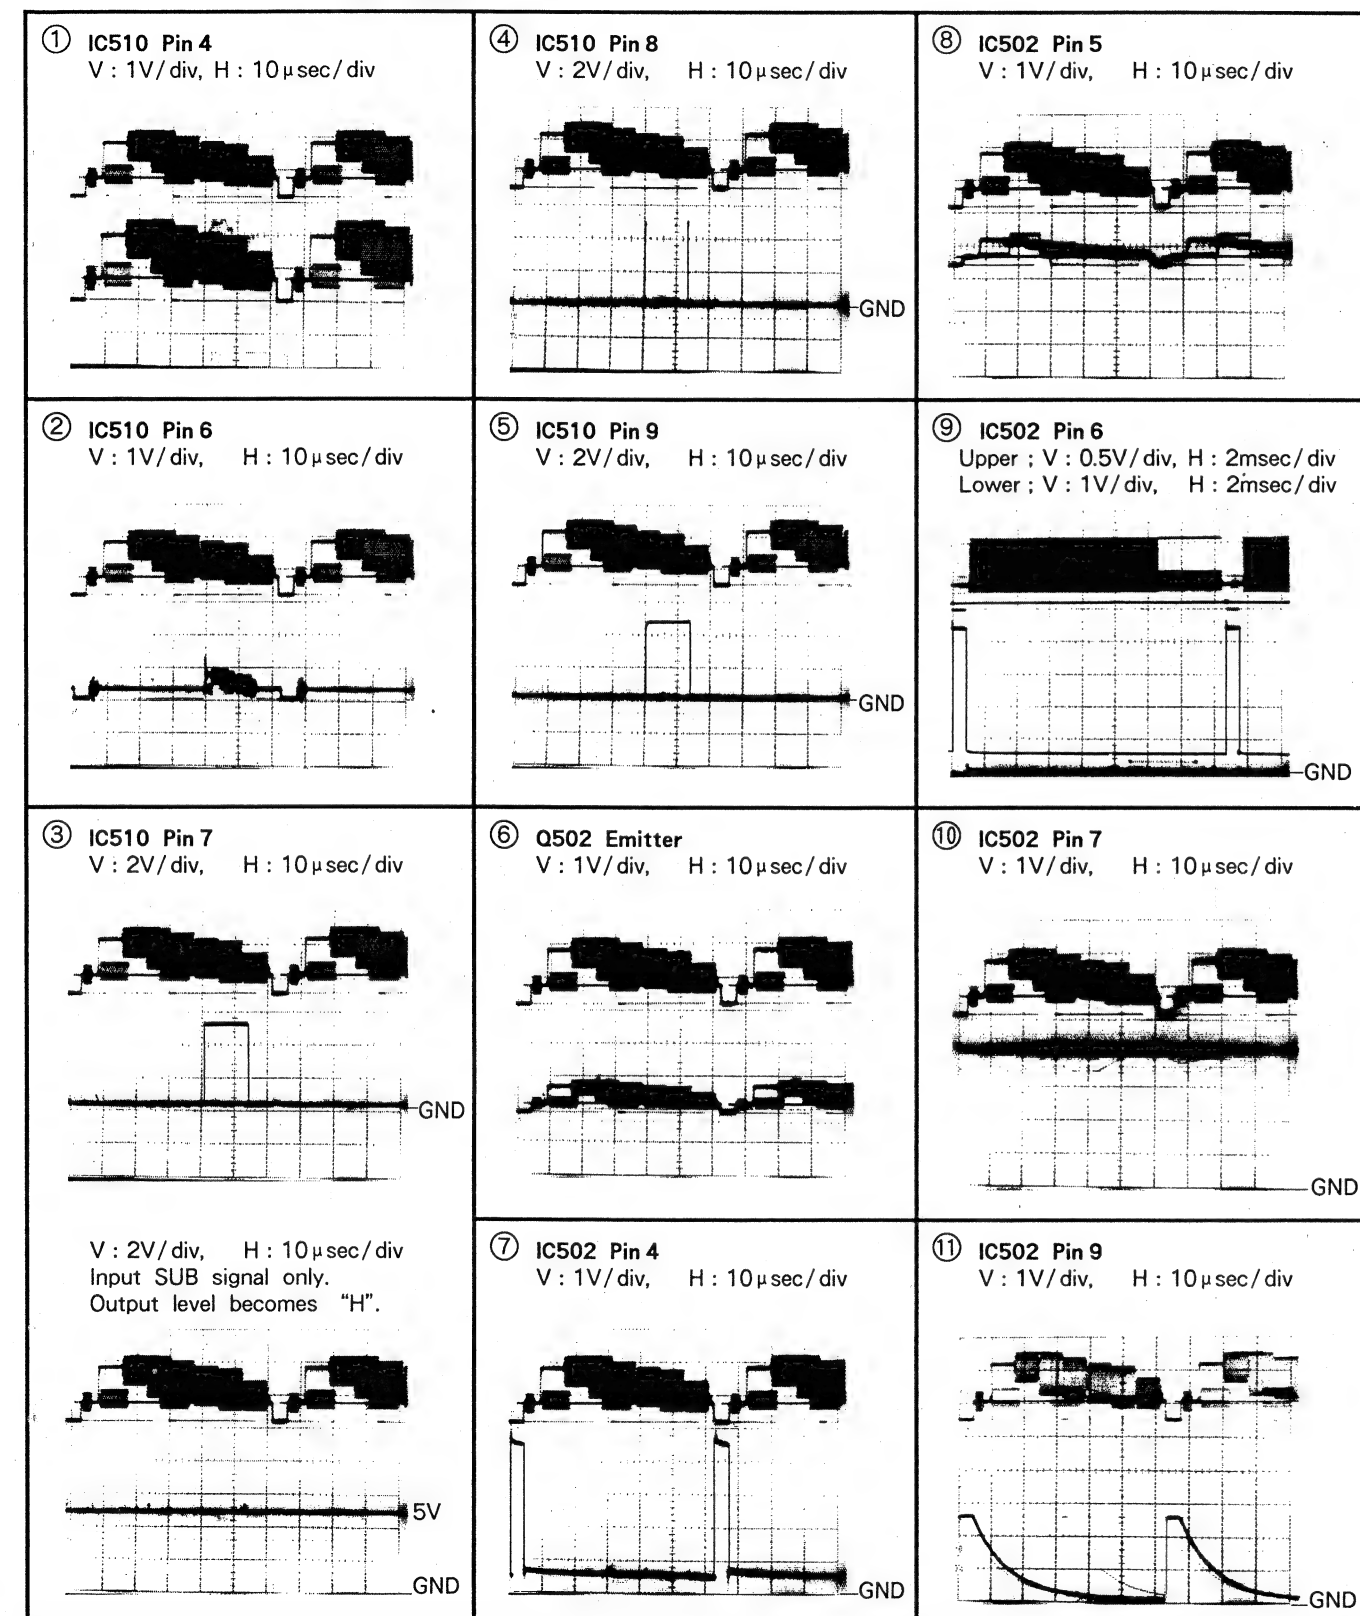 ① IC510 Pin 4
V : 1V/div, H : 10μsec/div
② IC510 Pin 6
V : 1V/div, H : 10μsec/div
③ IC510 Pin 7
V : 2V/div, H : 10μsec/div
GND
V : 2V/div, H : 10μsec/div
Input SUB signal only.
Output level becomes “H”.
5V
GND
④ IC510 Pin 8
V : 2V/div, H : 10μsec/div
GND
⑤ IC510 Pin 9
V : 2V/div, H : 10μsec/div
GND
⑥ Q502 Emitter
V : 1V/div, H : 10μsec/div
⑦ IC502 Pin 4
V : 1V/div, H : 10μsec/div
GND
⑧ IC502 Pin 5
V : 1V/div, H : 10μsec/div
⑨ IC502 Pin 6
Upper ; V : 0.5V/div, H : 2msec/div
Lower ; V : 1V/div, H : 2msec/div
GND
⑩ IC502 Pin 7
V : 1V/div, H : 10μsec/div
GND
⑪ IC502 Pin 9
V : 1V/div, H : 10μsec/div
GND